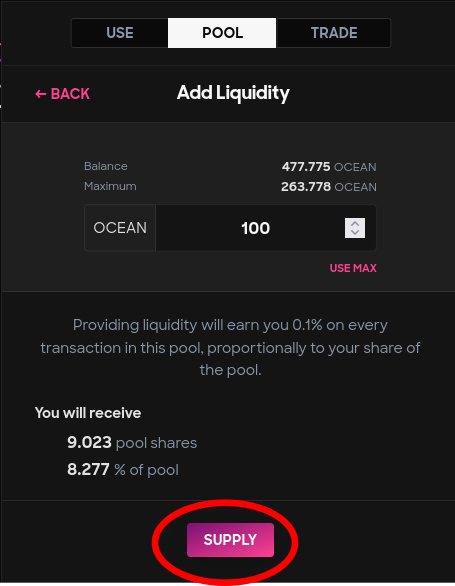 USE POOL TRADE
← BACK Add Liquidity
Balance 477.775 OCEAN
Maximum 263.778 OCEAN
OCEAN 100
USE MAX
Providing liquidity will earn you 0.1% on every
transaction in this pool, proportionally to your share of
the pool.
You will receive
9.023 pool shares
8.277 % of pool
SUPPLY